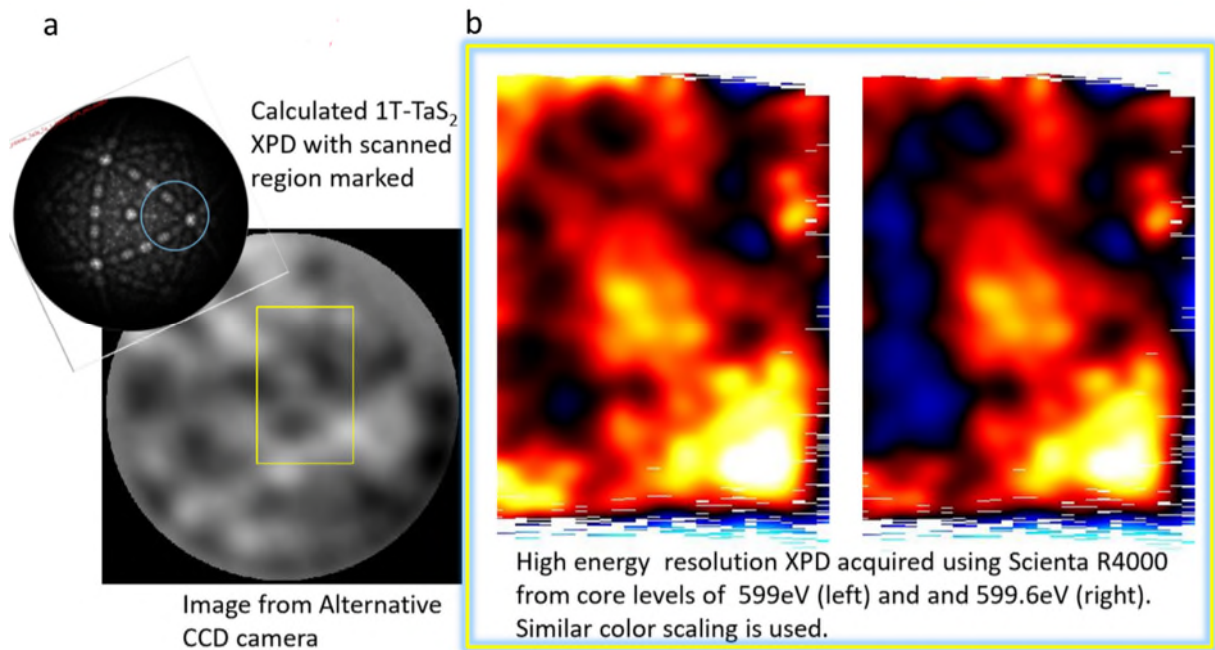 a
b
Calculated 1T-TaS2
XPD with scanned
region marked
Image from Alternative
CCD camera
High energy resolution XPD acquired using Scienta R4000
from core levels of 599eV (left) and and 599.6eV (right).
Similar color scaling is used.